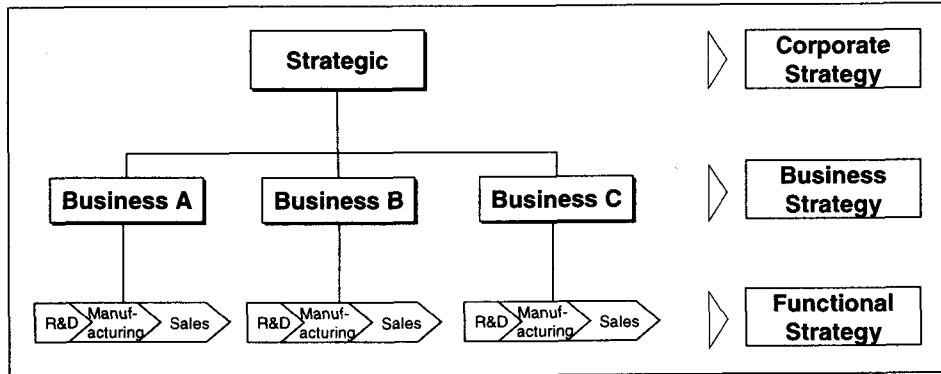 Strategic
Corporate
Strategy
Business A
Business B
Business C
Business
Strategy
R&D
Manuf-
acturing
Sales
R&D
Manuf-
acturing
Sales
R&D
Manuf-
acturing
Sales
Functional
Strategy